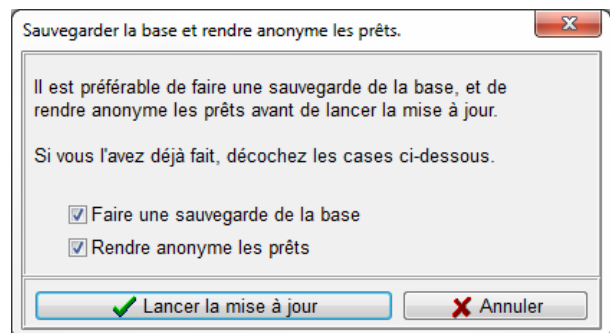 Sauvegarder la base et rendre anonyme les prêts.
Il est préférable de faire une sauvegarde de la base, et de
rendre anonyme les prêts avant de lancer la mise à jour.
Si vous l'avez déjà fait, décochez les cases ci-dessous.
Faire une sauvegarde de la base
Rendre anonyme les prêts
Lancer la mise à jour
Annuler